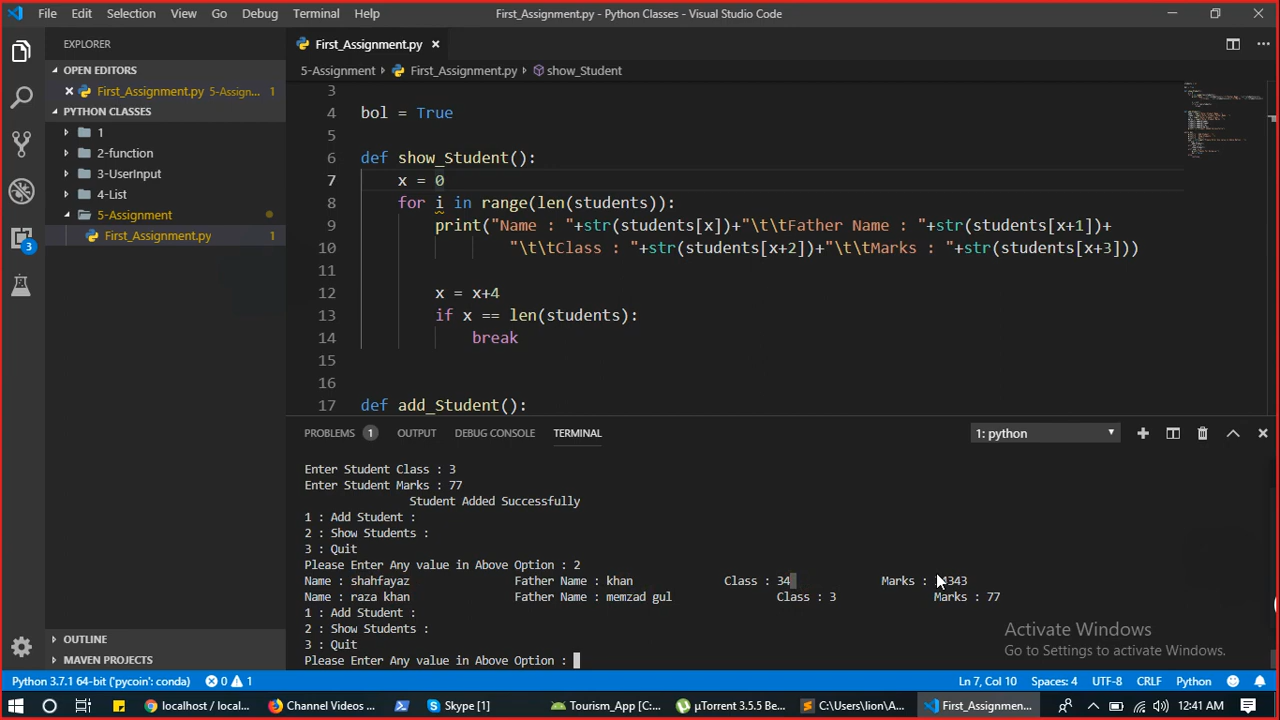 File Edit Selection View Go Debug Terminal Help First_Assignment.py - Python Classes - Visual Studio Code
EXPLORER
First_Assignment.py
OPEN EDITORS
5-Assignment First_Assignment.py show_Student
First_Assignment.py 5-Assign... 1
PYTHON CLASSES
1
2-function
3-UserInput
4-List
5-Assignment
First_Assignment.py 1
3
4 bol = True
5
6 def show_Student():
7 x = 0
8 for i in range(len(students)):
9 print("Name : "+str(students[x])+"\t\tFather Name : "+str(students[x+1])+
10 "\t\tClass : "+str(students[x+2])+"\t\tMarks : "+str(students[x+3]))
11
12 x = x+4
13 if x == len(students):
14 break
15
16
17 def add_Student():
PROBLEMS 1 OUTPUT DEBUG CONSOLE TERMINAL 1: python
Enter Student Class : 3
Enter Student Marks : 77
Student Added Successfully
1 : Add Student :
2 : Show Students :
3 : Quit
Please Enter Any value in Above Option : 2
Name : shahfayaz Father Name : khan Class : 34 Marks :
Name : raza khan Father Name : memzad gul Class : 3 Marks : 77
1 : Add Student :
2 : Show Students :
3 : Quit
Please Enter Any value in Above Option :
Activate Windows
Go to Settings to activate Windows.
3
OUTLINE
MAVEN PROJECTS
Python 3.7.1 64-bit ('pycoin': conda) 0 1 Ln 7, Col 10 Spaces: 4 UTF-8 CRLF Python
localhost / local... Channel Videos ... Skype [1] Tourism_App [C:... µTorrent 3.5.5 Be... C:\Users\lion\A... First_Assignmen... 12:41 AM